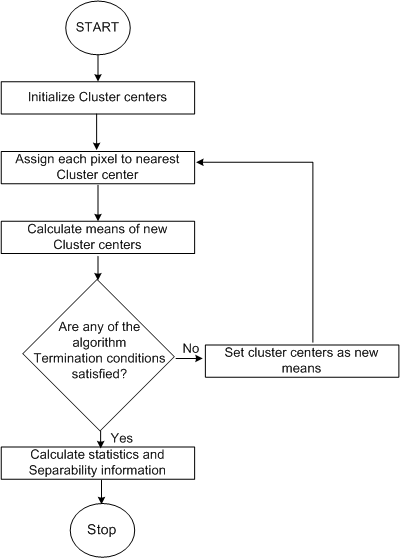 START
Initialize Cluster centers
Assign each pixel to nearest
Cluster center
Calculate means of new
Cluster centers
Are any of the
algorithm
Termination conditions
satisfied?
No
Set cluster centers as new
means
Yes
Calculate statistics and
Separability information
Stop